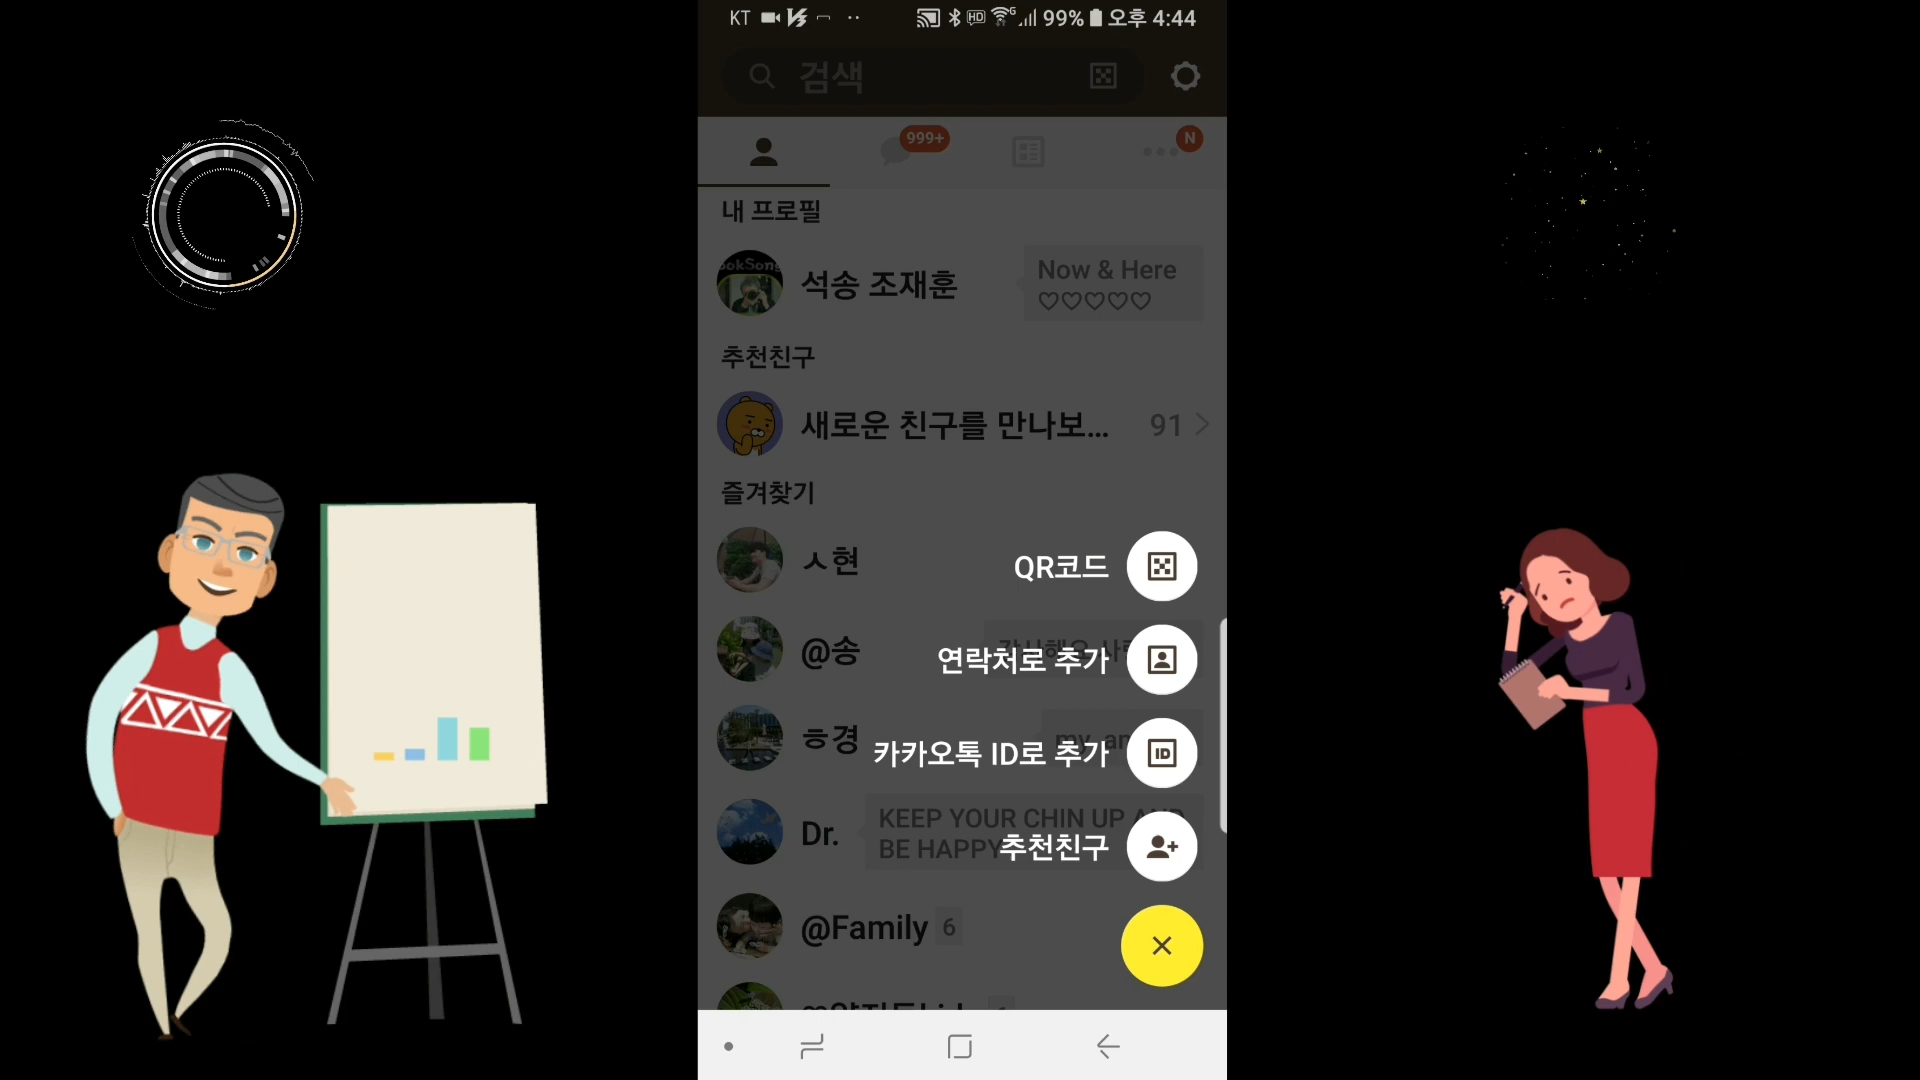 KT
HD
99%
오후 4:44
검색
999+
N
내 프로필
석송 조재훈
Now & Here
♡♡♡♡♡
추천친구
새로운 친구를 만나보...
91
즐겨찾기
ㅅ현
QR코드
@송
연락처로 추가
ㅎ경
카카오톡 ID로 추가
ID
Dr.
KEEP YOUR CHIN UP AND
BE HAPPY
추천친구
@Family 6